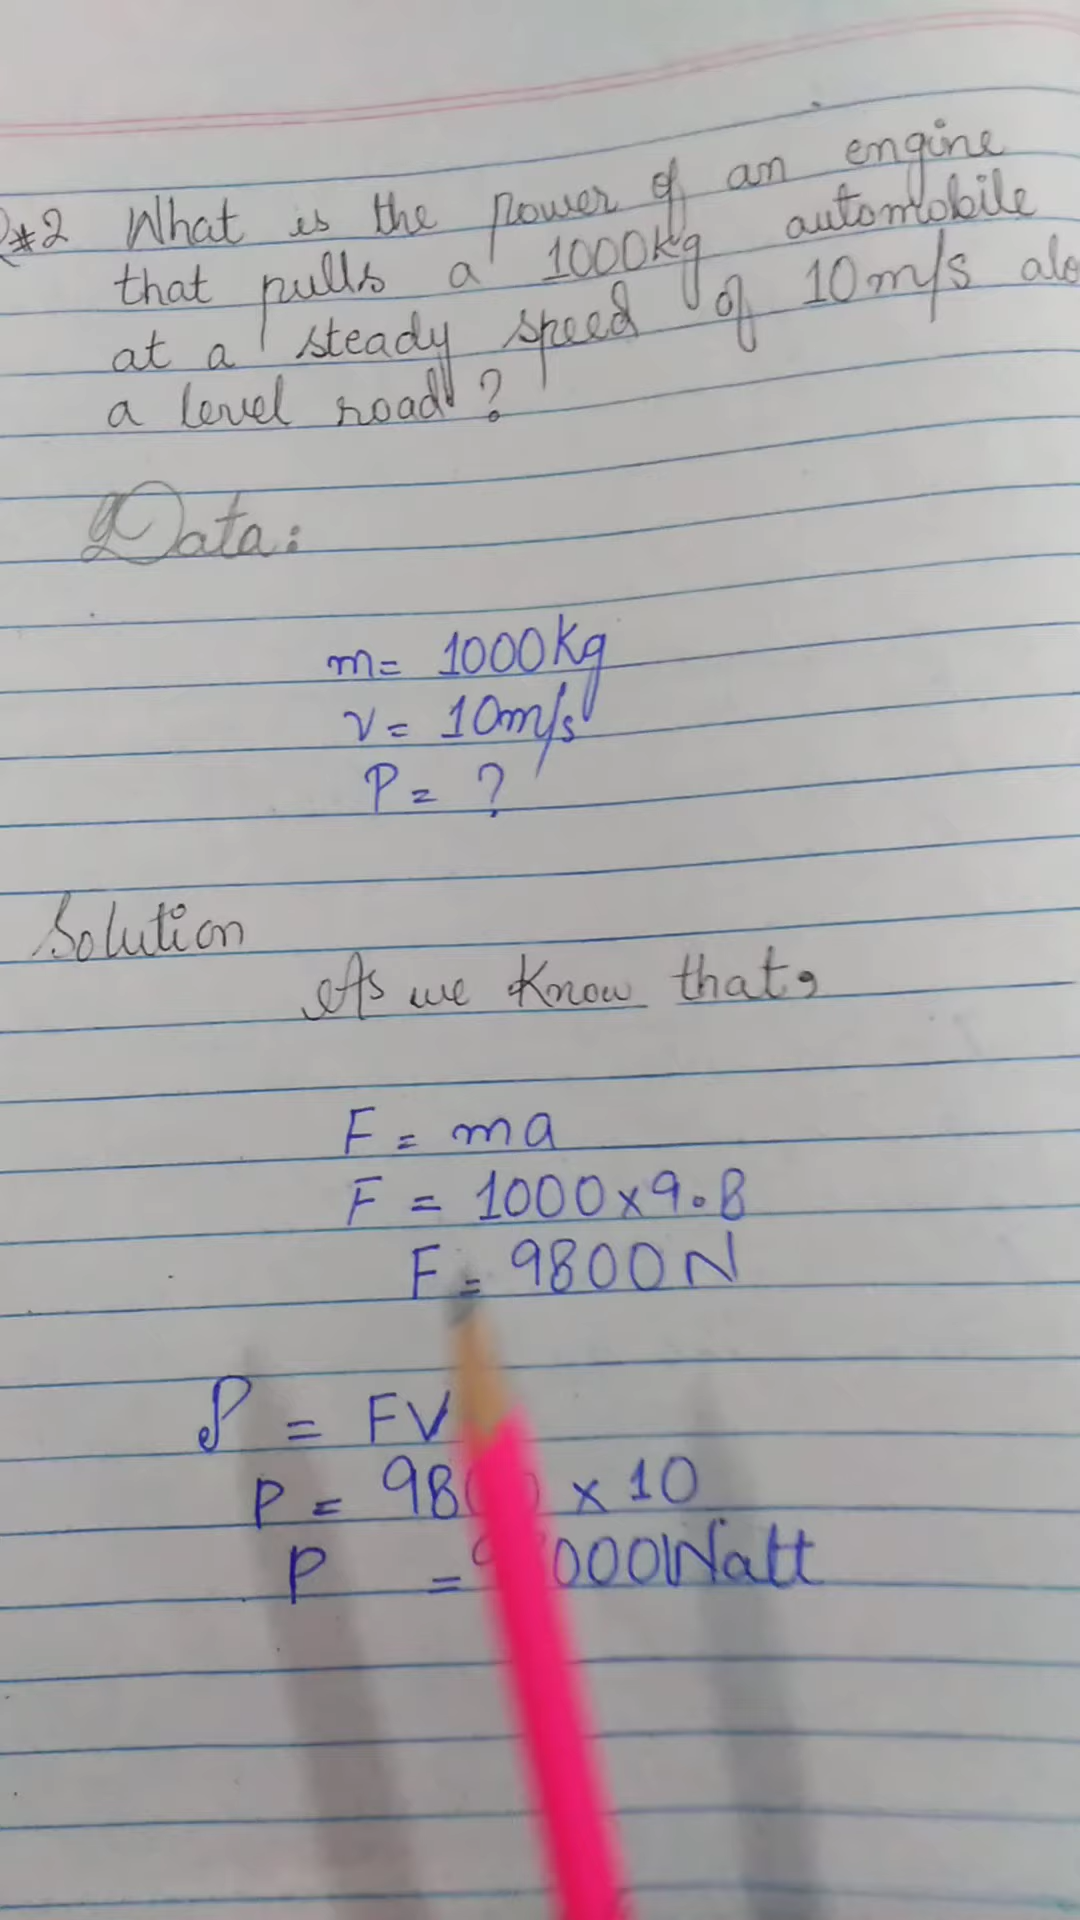 #2 What is the power of an engine
that pulls a 1000kg automobile
at a steady speed of 10m/s alo
a level road?
Data:
m= 1000Kg
v= 10m/s
P= ?
Solution
As we know that,
F = ma
F = 1000×9.8
F = 9800N
P = FV
P = 98 × 10
P = 000Watt